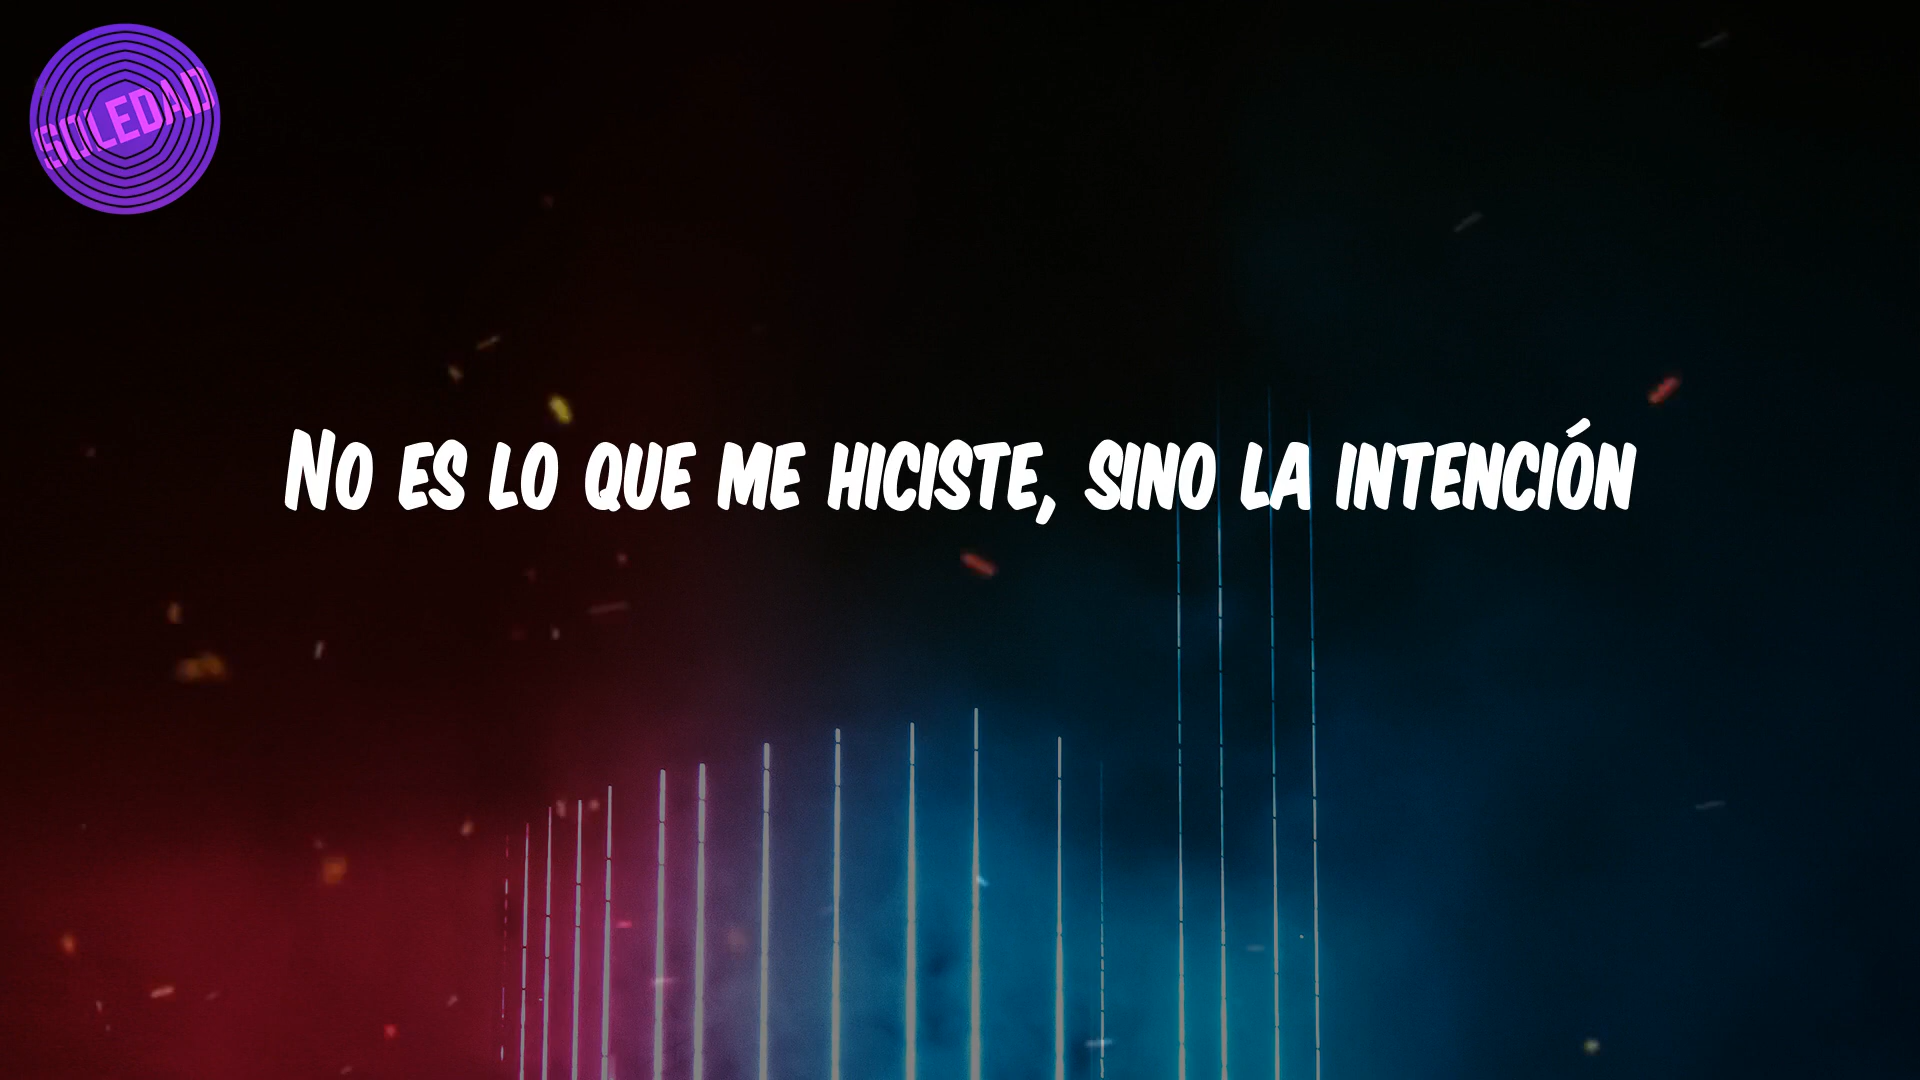 SOLEDAD
No es lo que me hiciste, sino la intención